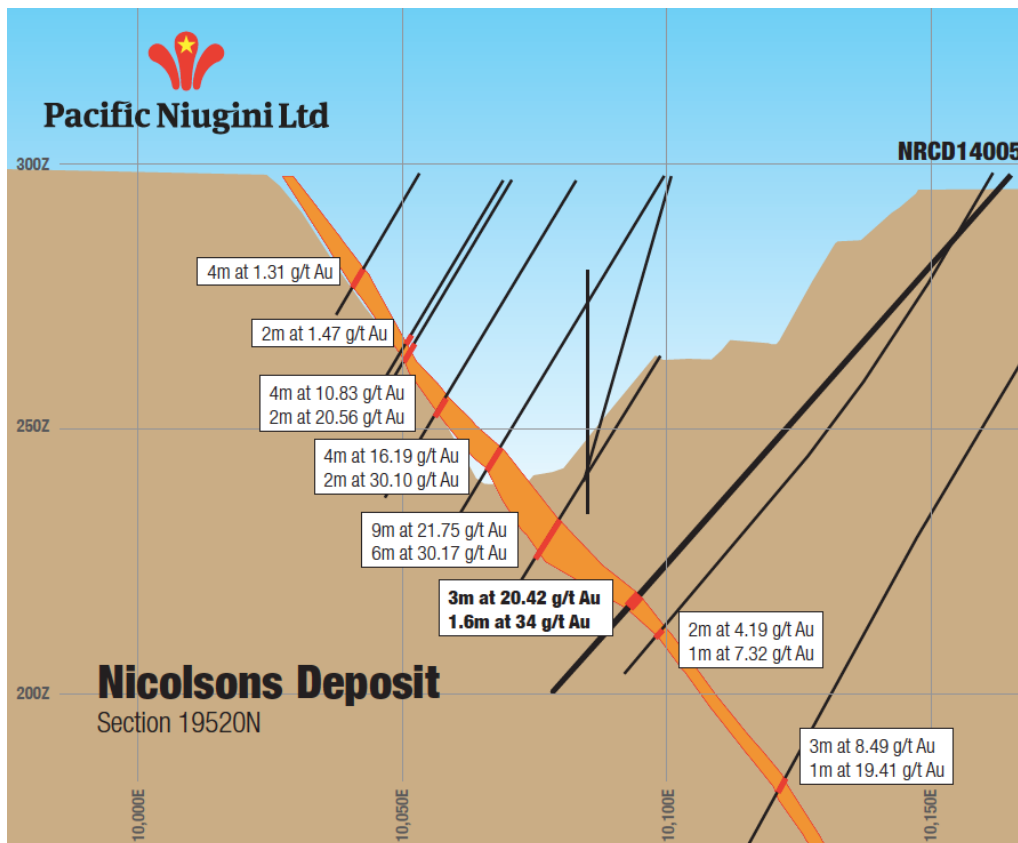 Pacific Niugini Ltd
NRCD14005
300Z
4m at 1.31 g/t Au
2m at 1.47 g/t Au
4m at 10.83 g/t Au
2m at 20.56 g/t Au
250Z
4m at 16.19 g/t Au
2m at 30.10 g/t Au
9m at 21.75 g/t Au
6m at 30.17 g/t Au
3m at 20.42 g/t Au
1.6m at 34 g/t Au
2m at 4.19 g/t Au
1m at 7.32 g/t Au
Nicolsons Deposit
200Z
Section 19520N
3m at 8.49 g/t Au
1m at 19.41 g/t Au
10,000E
10,050E
10,100E
10,150E